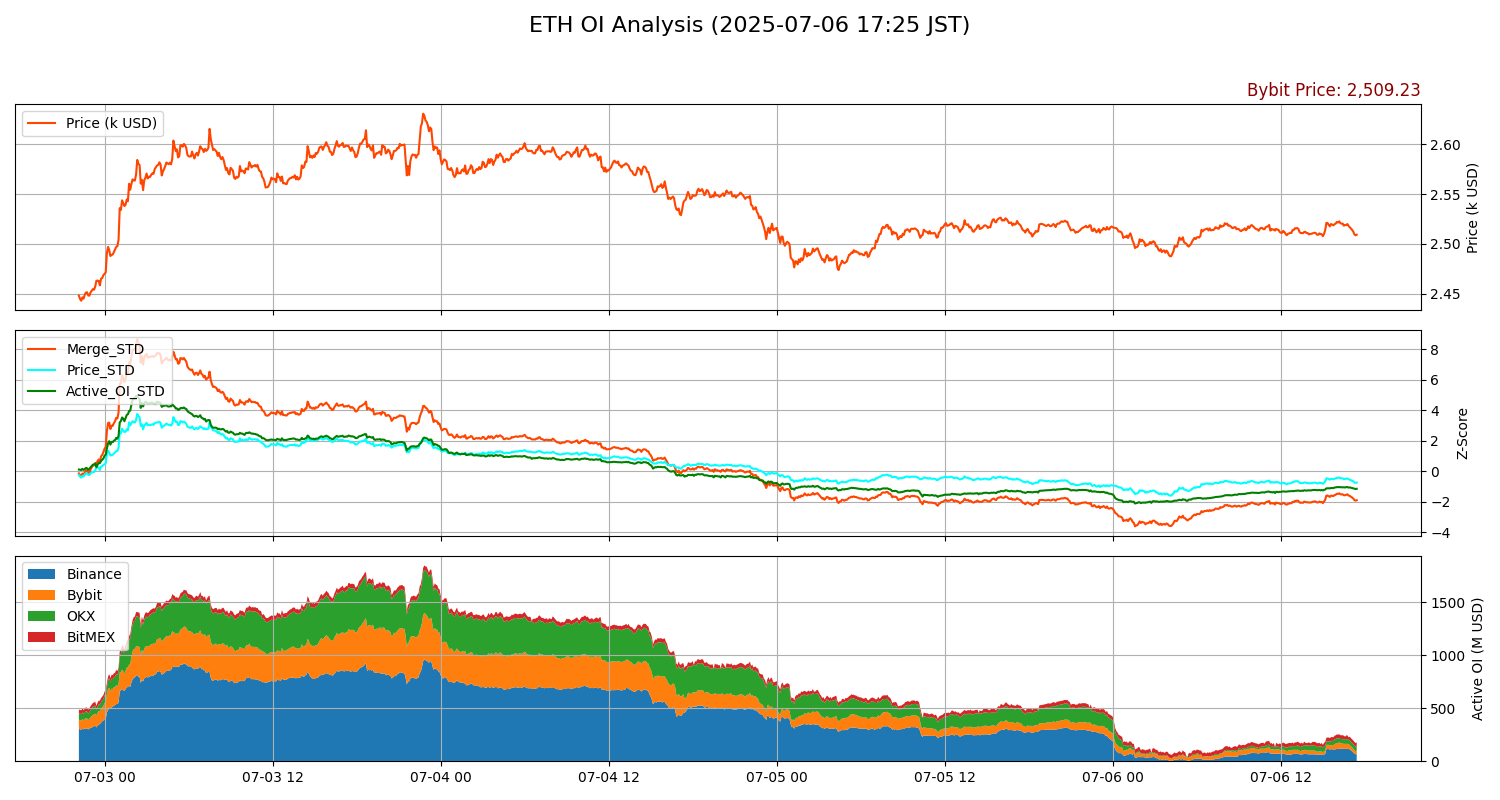 ETH OI Analysis (2025-07-06 17:25 JST)
Bybit Price: 2,509.23
Price (k USD)
2.60
2.55
2.50
2.45
Price (k USD)
Merge_STD
Price_STD
Active_OI_STD
8
6
4
2
0
−2
−4
Z-Score
Binance
Bybit
OKX
BitMEX
1500
1000
500
0
Active OI (M USD)
07-03 00
07-03 12
07-04 00
07-04 12
07-05 00
07-05 12
07-06 00
07-06 12